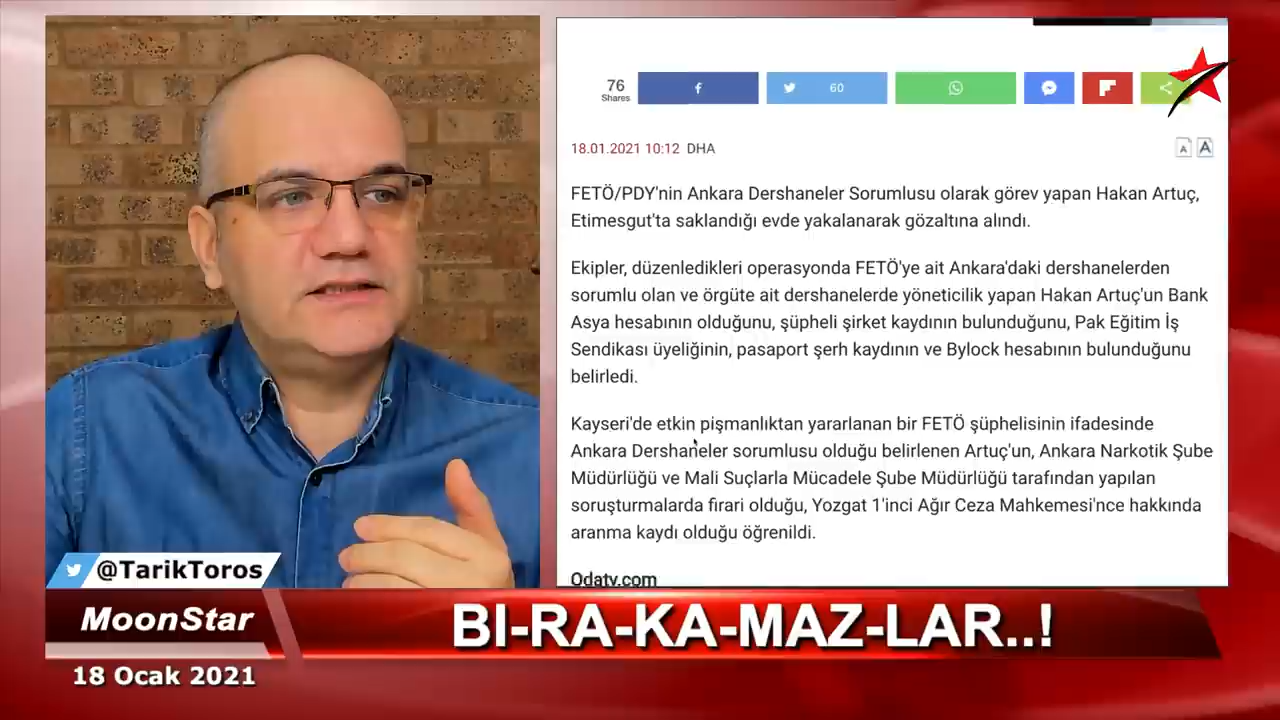 76
Shares
60
18.01.2021 10:12 DHA
A A
FETÖ/PDY'nin Ankara Dershaneler Sorumlusu olarak görev yapan Hakan Artuç,
Etimesgut'ta saklandığı evde yakalanarak gözaltına alındı.
Ekipler, düzenledikleri operasyonda FETÖ'ye ait Ankara'daki dershanelerden
sorumlu olan ve örgüte ait dershanelerde yöneticilik yapan Hakan Artuç'un Bank
Asya hesabının olduğunu, şüpheli şirket kaydının bulunduğunu, Pak Eğitim İş
Sendikası üyeliğinin, pasaport şerh kaydının ve Bylock hesabının bulunduğunu
belirledi.
Kayseri'de etkin pişmanlıktan yararlanan bir FETÖ şüphelisinin ifadesinde
Ankara Dershaneler sorumlusu olduğu belirlenen Artuç'un, Ankara Narkotik Şube
Müdürlüğü ve Mali Suçlarla Mücadele Şube Müdürlüğü tarafından yapılan
soruşturmalarda firari olduğu, Yozgat 1'inci Ağır Ceza Mahkemesi'nce hakkında
aranma kaydı olduğu öğrenildi.
Odatv.com
@TarikToros
MoonStar
BI-RA-KA-MAZ-LAR..!
18 Ocak 2021